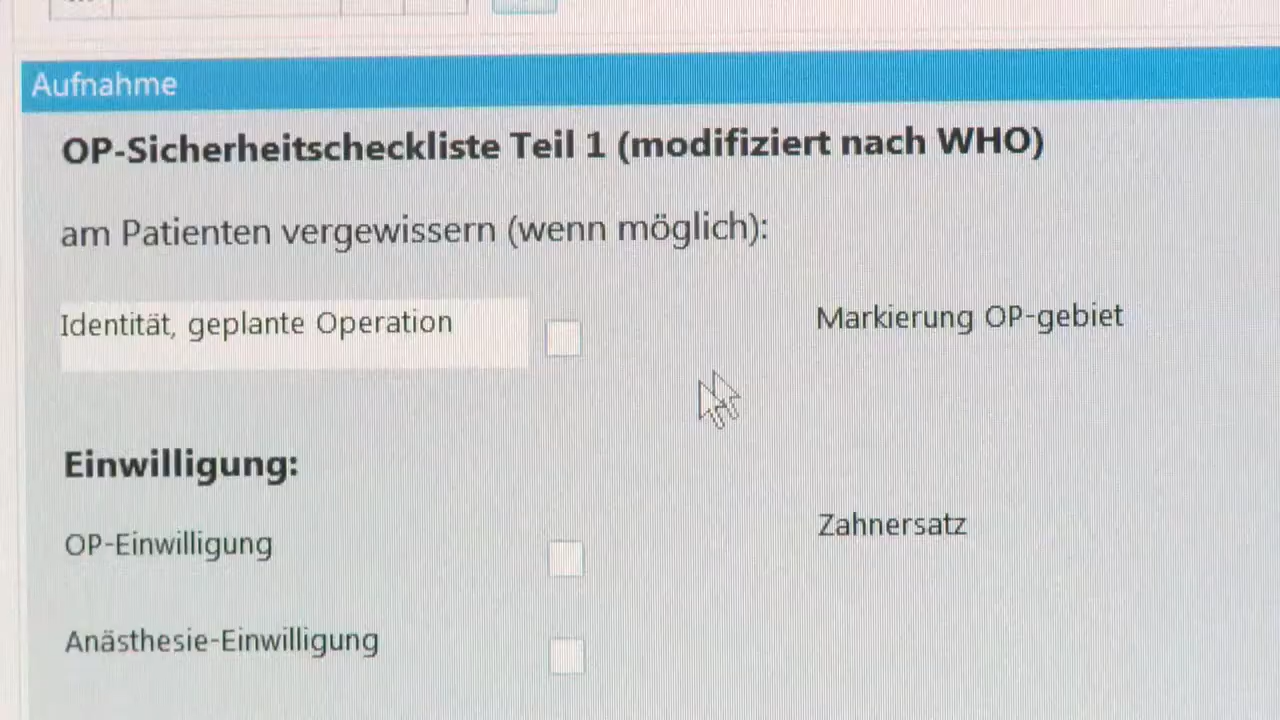 Aufnahme
OP-Sicherheitscheckliste Teil 1 (modifiziert nach WHO)
am Patienten vergewissern (wenn möglich):
Identität, geplante Operation
Markierung OP-gebiet
Einwilligung:
OP-Einwilligung
Zahnersatz
Anästhesie-Einwilligung